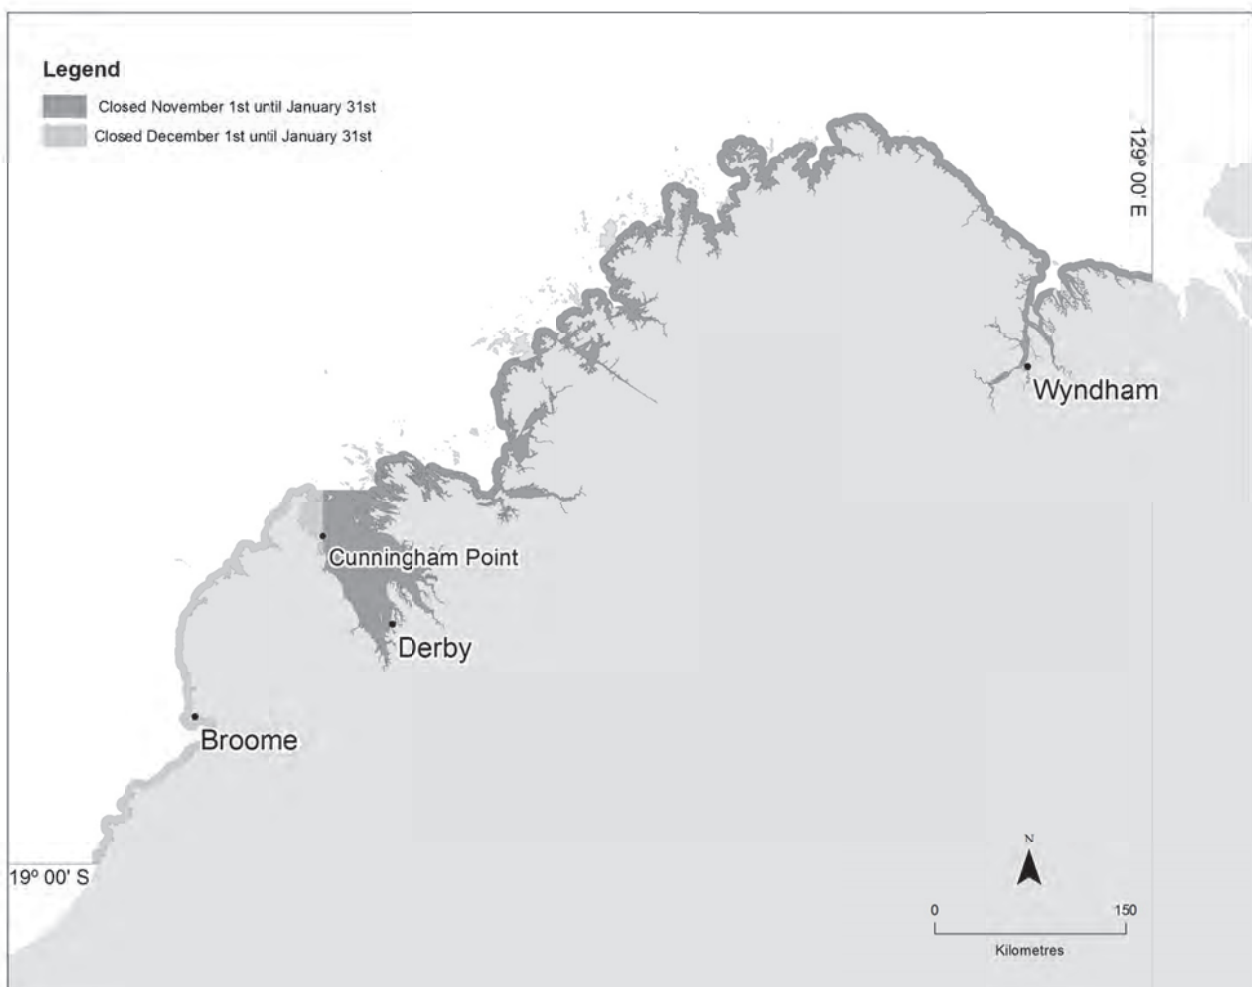 Legend
Closed November 1st until January 31st
Closed December 1st until January 31st
129° 00' E
Wyndham
Cunningham Point
Derby
Broome
19° 00' S
N
0 150
Kilometres